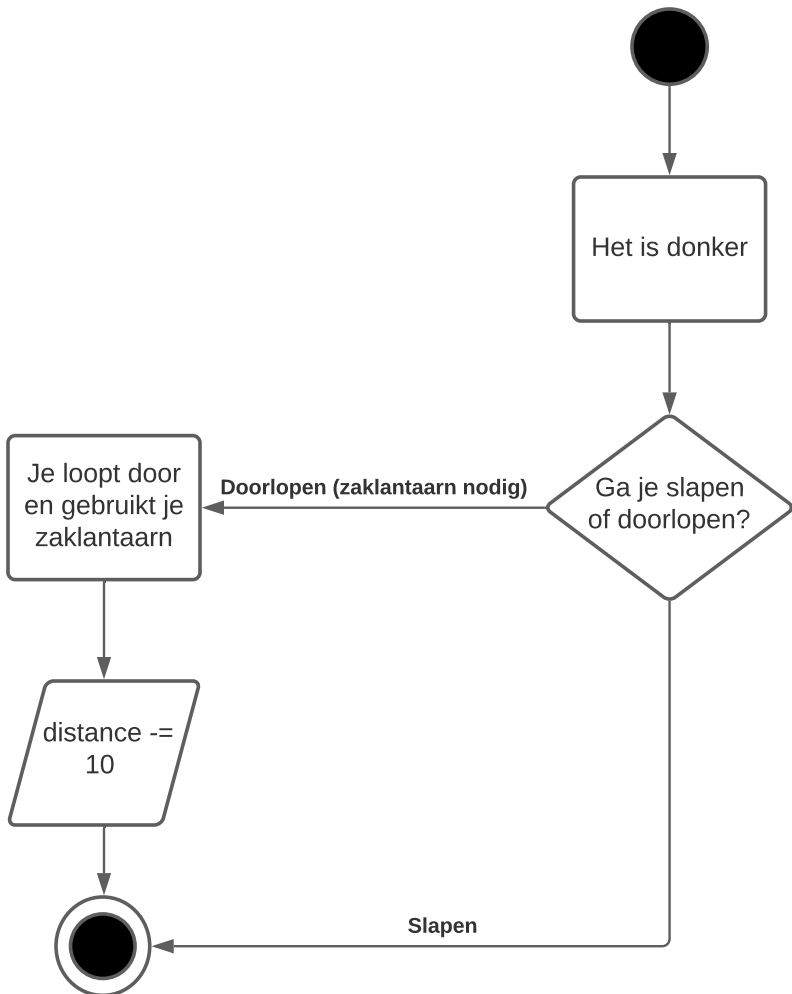 Het is donker
Ga je slapen
of doorlopen?
Doorlopen (zaklantaarn nodig)
Je loopt door
en gebruikt je
zaklantaarn
distance -=
10
Slapen